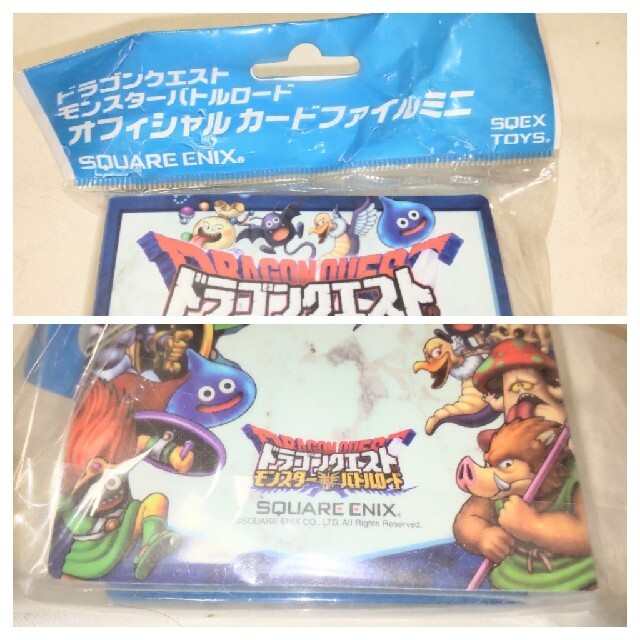 ドラゴンクエスト
モンスターバトルロード
オフィシャル カードファイルミニ
SQUARE ENIX®
SQEX
TOYS®
DRAGON QUEST
ドラゴンクエスト
DRAGON QUEST
ドラゴンクエスト
モンスターバトルロード
SQUARE ENIX®
©SQUARE ENIX CO., LTD. All Rights Reserved.